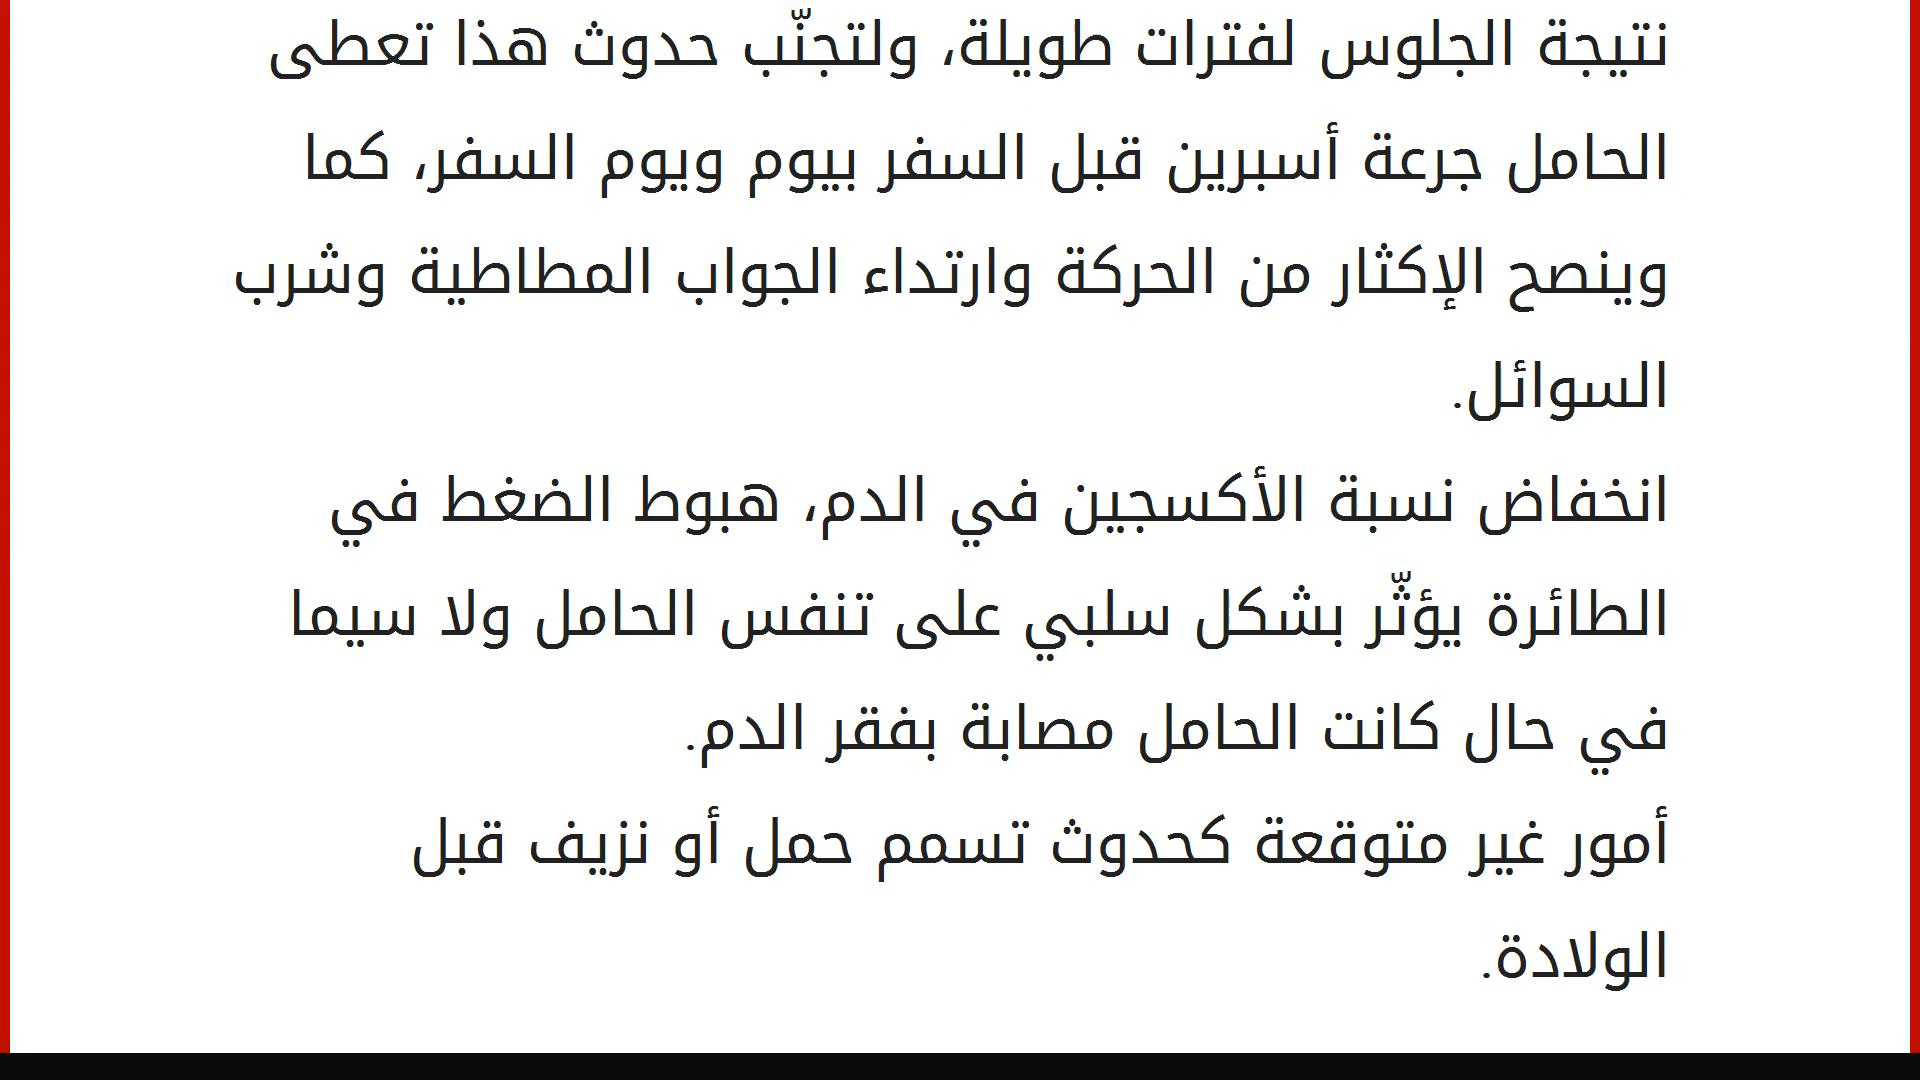 نتيجة الجلوس لفترات طويلة، ولتجنّب حدوث هذا تعطى
الحامل جرعة أسبرين قبل السفر بيوم ويوم السفر، كما
وينصح الإكثار من الحركة وارتداء الجواب المطاطية وشرب
السوائل.
انخفاض نسبة الأكسجين في الدم، هبوط الضغط في
الطائرة يؤثّر بشكل سلبي على تنفس الحامل ولا سيما
في حال كانت الحامل مصابة بفقر الدم.
أمور غير متوقعة كحدوث تسمم حمل أو نزيف قبل
الولادة.